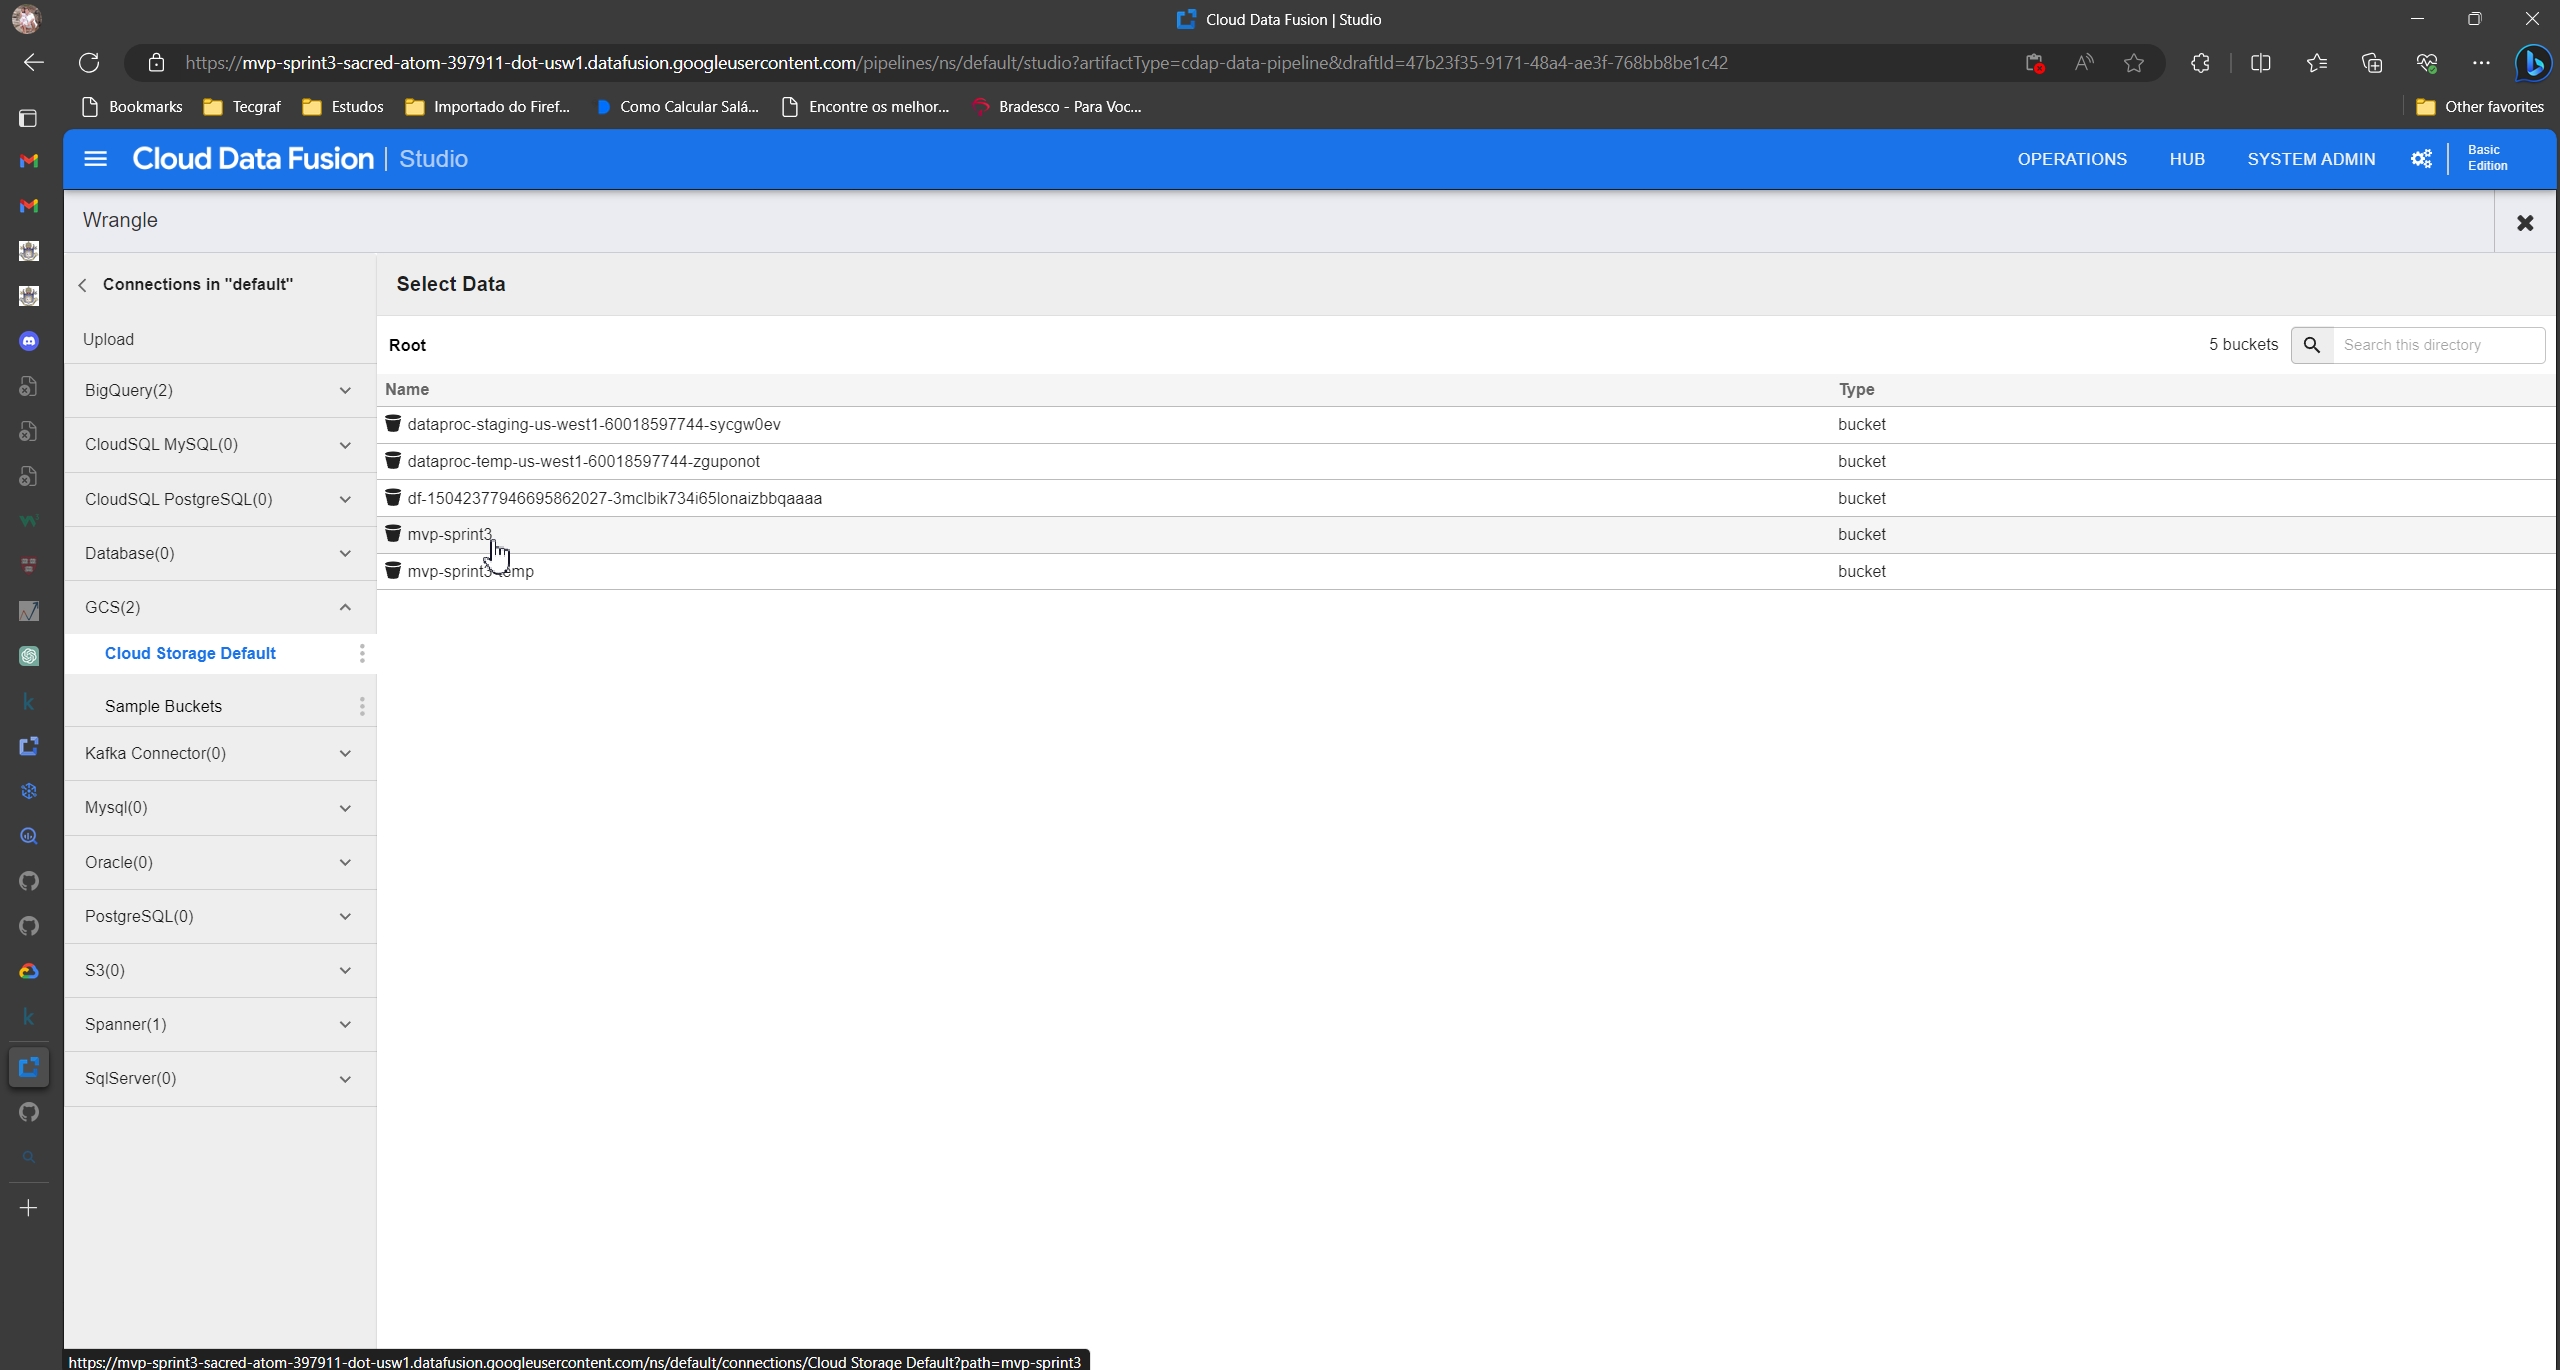 Cloud Data Fusion | Studio
https://mvp-sprint3-sacred-atom-397911-dot-usw1.datafusion.googleusercontent.com/pipelines/ns/default/studio?artifactType=cdap-data-pipeline&draftId=47b23f35-9171-48a4-ae3f-768bb8be1c42
Bookmarks Tecgraf Estudos Importado do Firef... Como Calcular Salá... Encontre os melhor... Bradesco - Para Voc... Other favorites
Cloud Data Fusion | Studio OPERATIONS HUB SYSTEM ADMIN Basic
Edition
Wrangle
Connections in "default"
Upload
BigQuery(2)
CloudSQL MySQL(0)
CloudSQL PostgreSQL(0)
Database(0)
GCS(2)
Cloud Storage Default
Sample Buckets
Kafka Connector(0)
Mysql(0)
Oracle(0)
PostgreSQL(0)
S3(0)
Spanner(1)
SqlServer(0)
Select Data
Root 5 buckets Search this directory
Name Type
dataproc-staging-us-west1-60018597744-sycgw0ev bucket
dataproc-temp-us-west1-60018597744-zguponot bucket
df-15042377946695862027-3mclbik734i65lonaizbbqaaaa bucket
mvp-sprint3 bucket
mvp-sprint3-temp bucket
https://mvp-sprint3-sacred-atom-397911-dot-usw1.datafusion.googleusercontent.com/ns/default/connections/Cloud Storage Default?path=mvp-sprint3